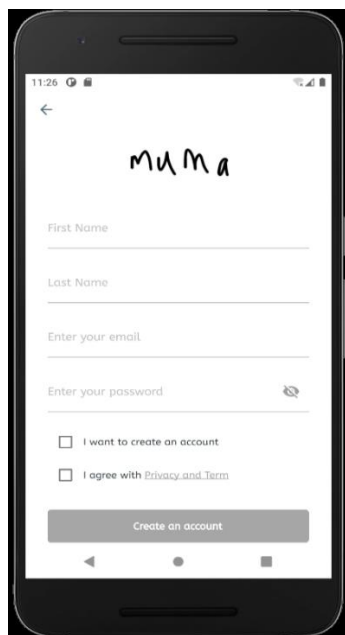 11:26
muma
First Name
Last Name
Enter your email
Enter your password
I want to create an account
I agree with Privacy and Term
Create an account